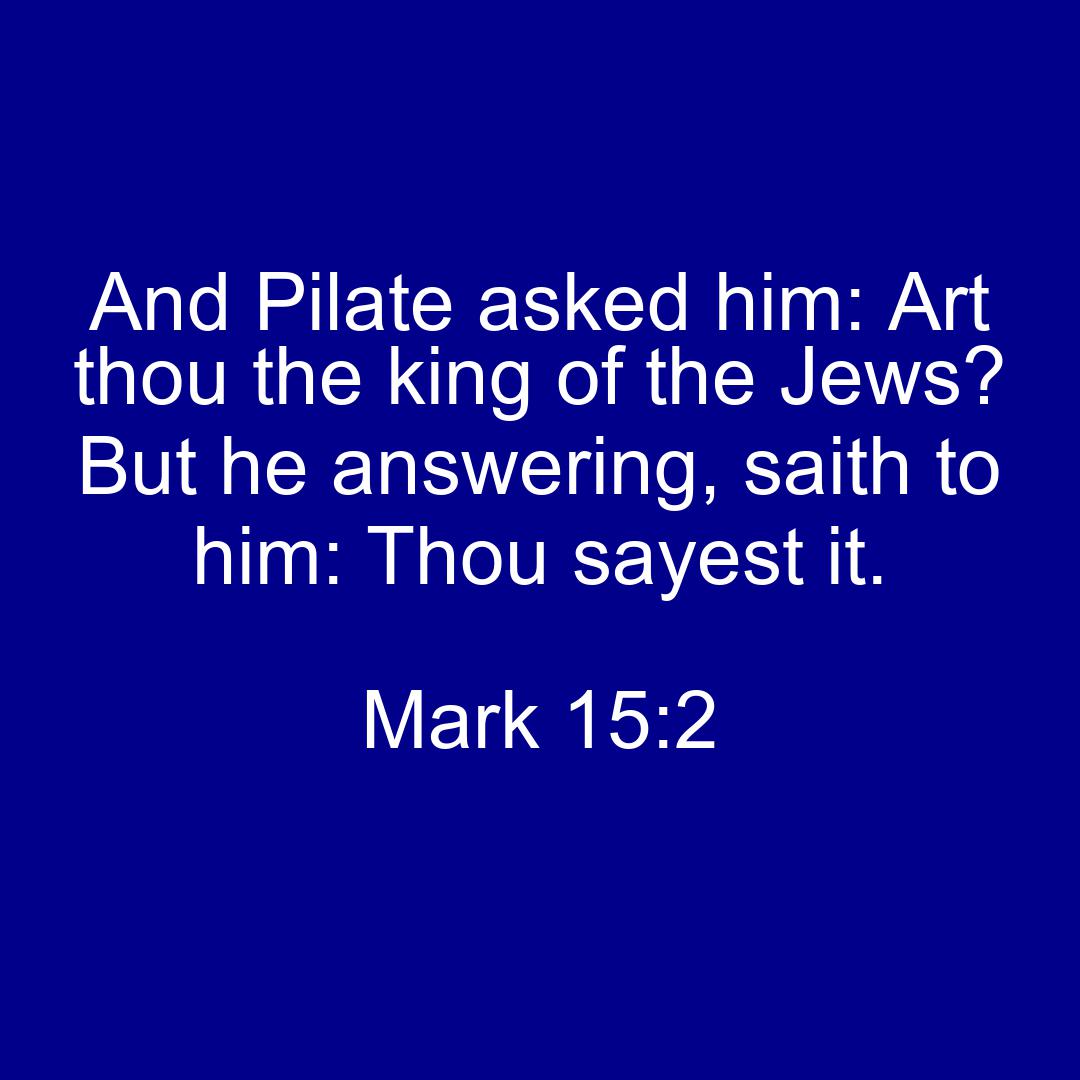 And Pilate asked him: Art
thou the king of the Jews?
But he answering, saith to
him: Thou sayest it.
Mark 15:2